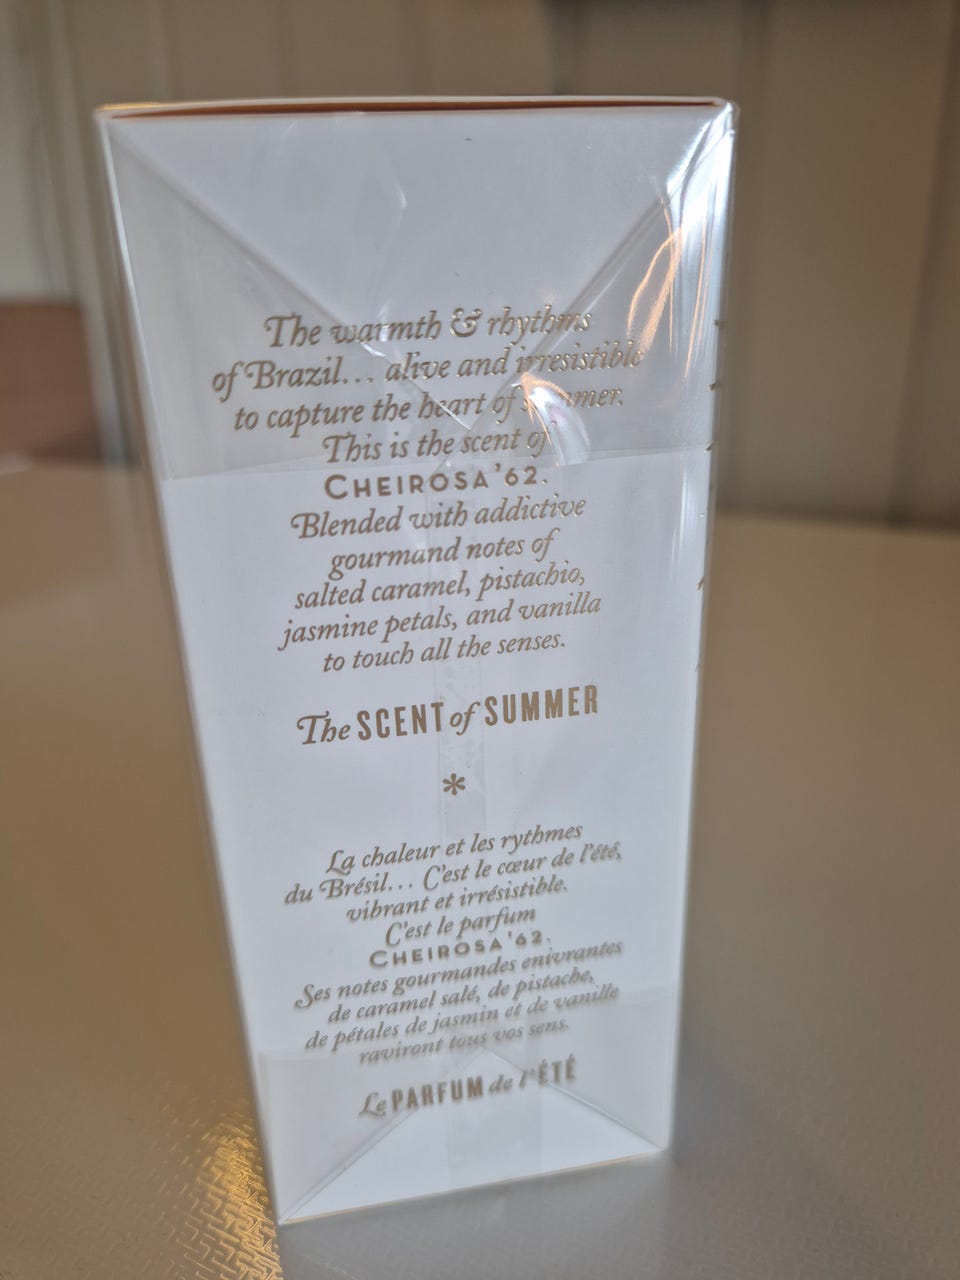 The warmth & rhythms
of Brazil... alive and irresistible
to capture the heart of summer.
This is the scent of
CHEIROSA '62.
Blended with addictive
gourmand notes of
salted caramel, pistachio,
jasmine petals, and vanilla
to touch all the senses.
The SCENT of SUMMER
*
La chaleur et les rythmes
du Brésil... C'est le cœur de l'été,
vibrant et irrésistible.
C'est le parfum
CHEIROSA '62.
Ses notes gourmandes enivrantes
de caramel salé, de pistache,
de pétales de jasmin et de vanille
raviront tous vos sens.
Le PARFUM de l'ÉTÉ